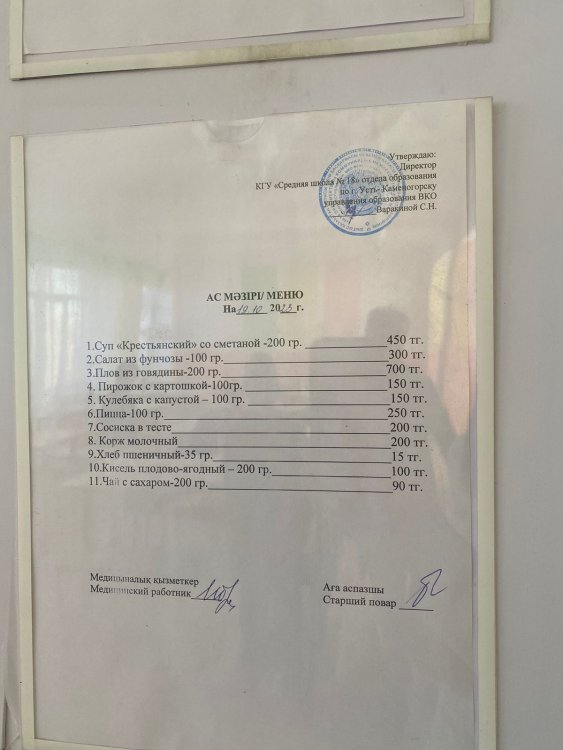 Утверждаю:
Директор
КГУ «Средняя школа № 18» отдела образования
по г. Усть- Каменогорску
управления образования ВКО
Варакиной С.Н.
АС МӘЗІРІ/ МЕНЮ
На 19.10 2023 г.
1.Суп «Крестьянский» со сметаной -200 гр. 450 тг.
2.Салат из фунчозы -100 гр. 300 тг.
3.Плов из говядины-200 гр. 700 тг.
4. Пирожок с картошкой-100гр. 150 тг.
5. Кулебяка с капустой – 100 гр. 150 тг.
6.Пицца-100 гр. 250 тг.
7.Сосиска в тесте 200 тг.
8. Корж молочный 200 тг.
9.Хлеб пшеничный-35 гр. 15 тг.
10.Кисель плодово-ягодный – 200 гр. 100 тг.
11.Чай с сахаром-200 гр. 90 тг.
Медициналық қызметкер
Медицинский работник
Аға аспазшы
Старший повар